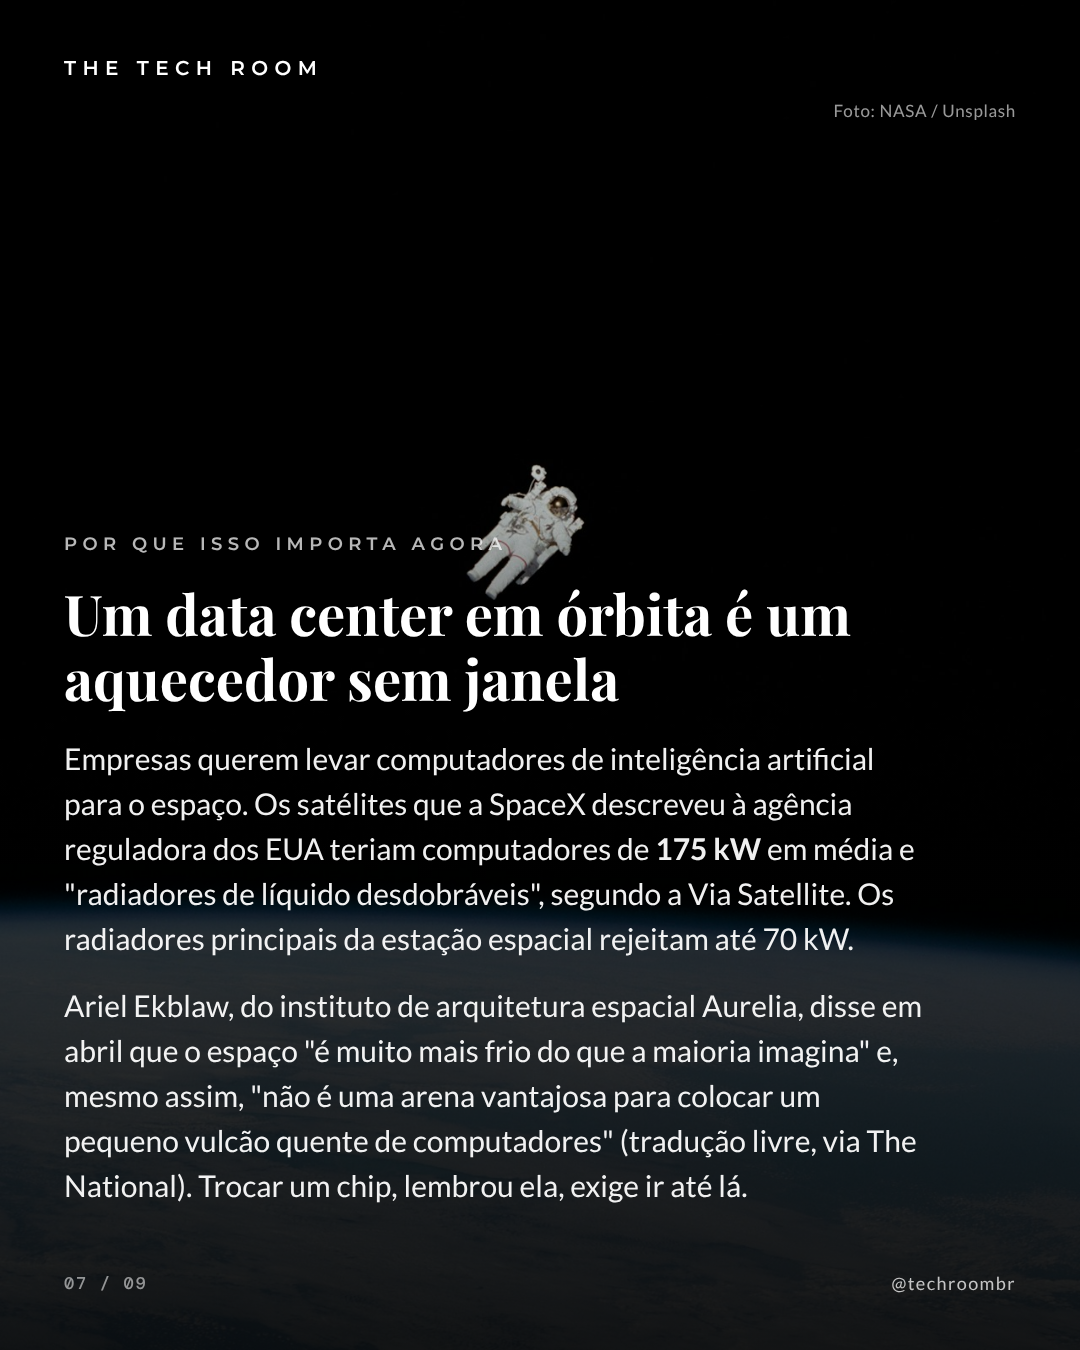 THE TECH ROOM
Foto: NASA / Unsplash
POR QUE ISSO IMPORTA AGORA
Um data center em órbita é um
aquecedor sem janela
Empresas querem levar computadores de inteligência artificial
para o espaço. Os satélites que a SpaceX descreveu à agência
reguladora dos EUA teriam computadores de 175 kW em média e
"radiadores de líquido desdobráveis", segundo a Via Satellite. Os
radiadores principais da estação espacial rejeitam até 70 kW.
Ariel Ekblaw, do instituto de arquitetura espacial Aurelia, disse em
abril que o espaço "é muito mais frio do que a maioria imagina" e,
mesmo assim, "não é uma arena vantajosa para colocar um
pequeno vulcão quente de computadores" (tradução livre, via The
National). Trocar um chip, lembrou ela, exige ir até lá.
07 / 09
@techroombr